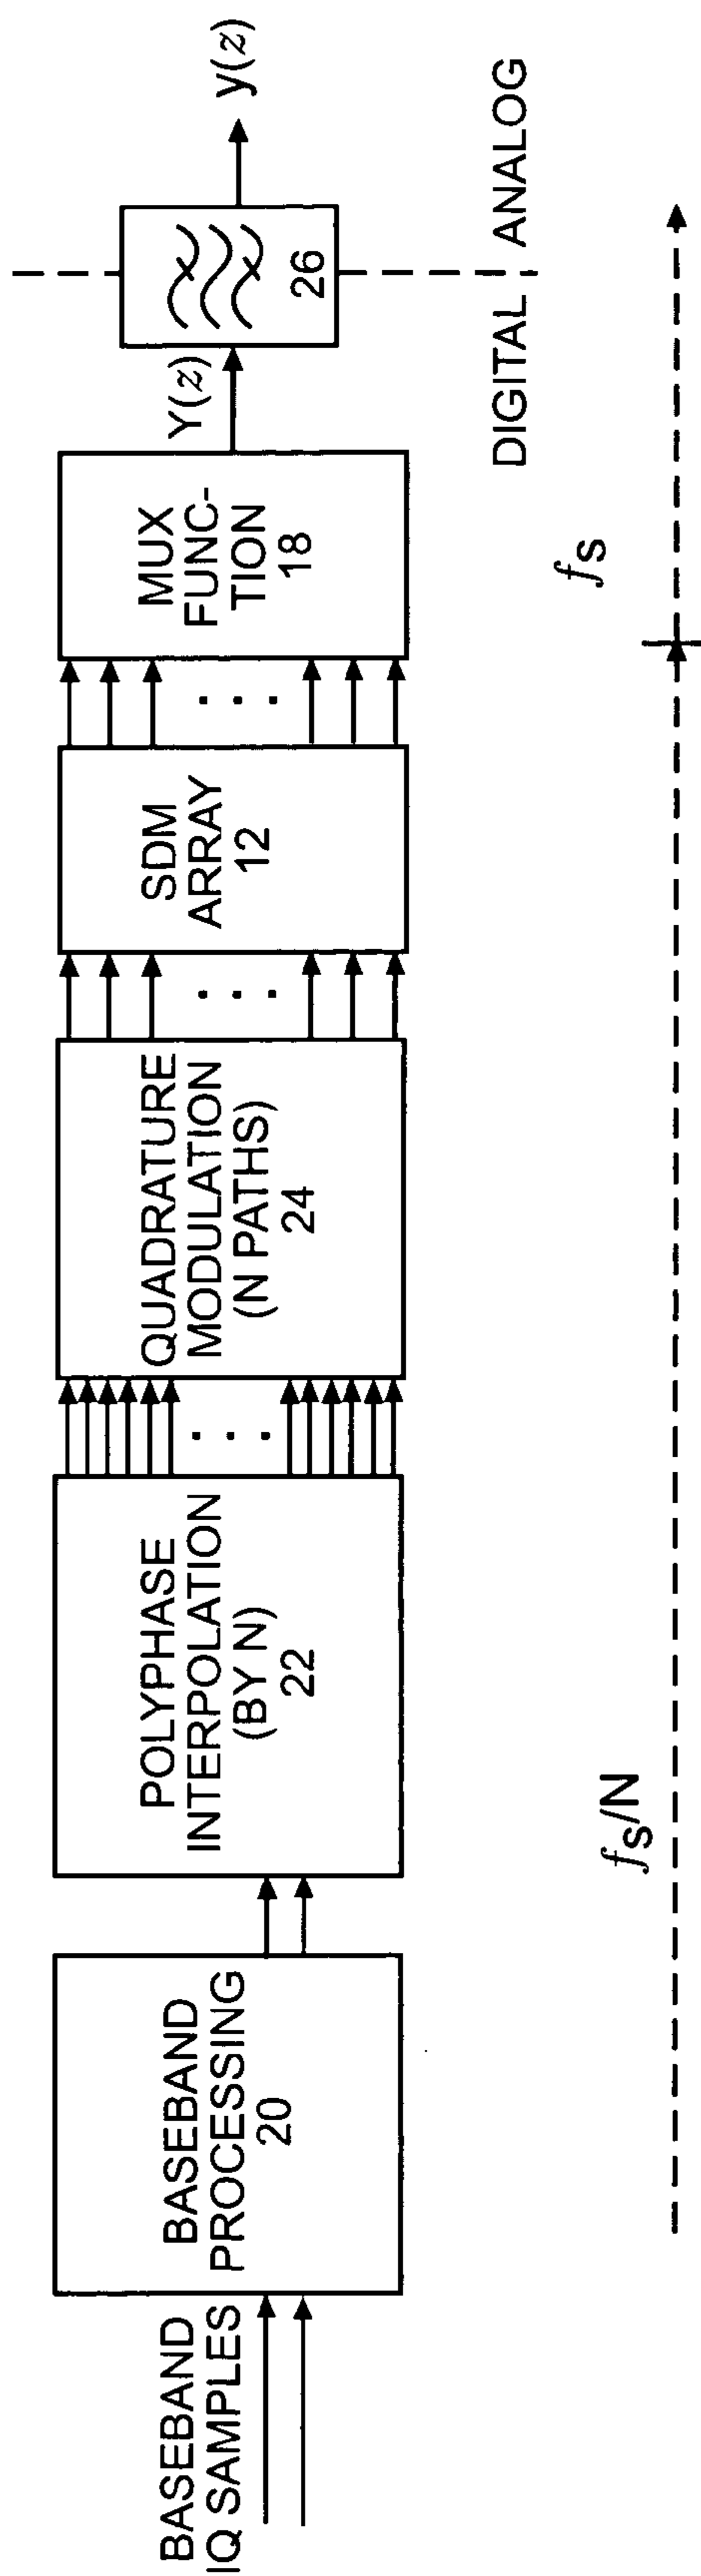 BASEBAND
IQ SAMPLES
BASEBAND
PROCESSING
20
POLYPHASE
INTERPOLATION
(BY N)
22
QUADRATURE
MODULATION
(N PATHS)
24
. . .
SDM
ARRAY
12
. . .
MUX
FUNC-
TION
18
Y(z)
26
y(z)
DIGITAL
ANALOG
fs/N
fs